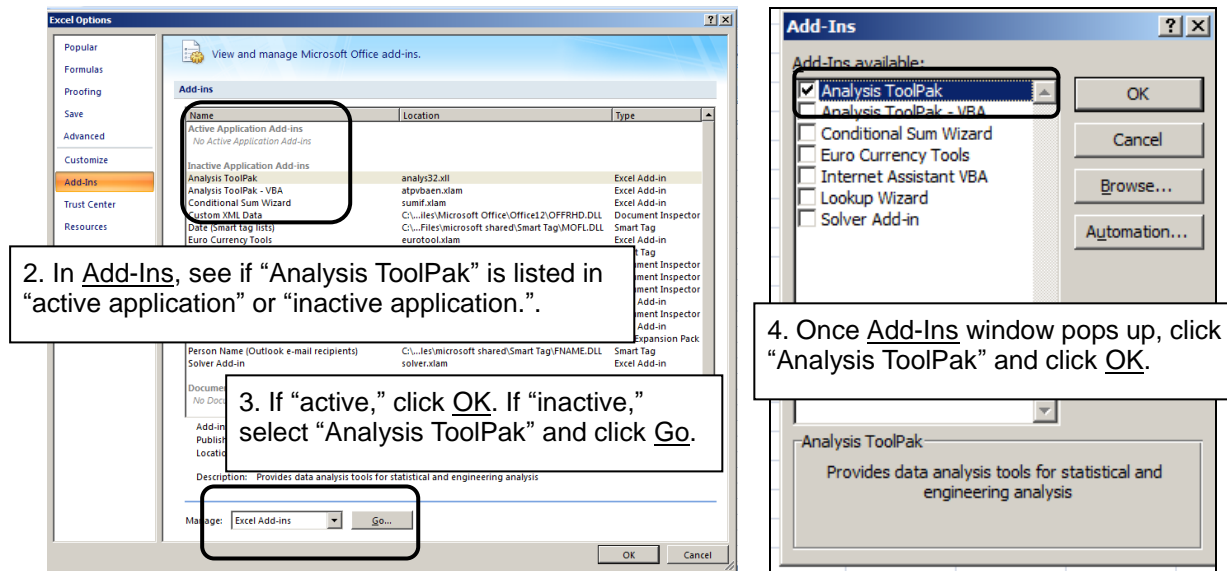 Excel Options
Popular
Formulas
Proofing
Save
Advanced
Customize
Add-Ins
Trust Center
Resources
View and manage Microsoft Office add-ins.
Add-ins
Name Location Type
Active Application Add-ins
No Active Application Add-ins
Inactive Application Add-ins
Analysis ToolPak analys32.xll Excel Add-in
Analysis ToolPak - VBA atpvbaen.xlam Excel Add-in
Conditional Sum Wizard sumif.xlam Excel Add-in
Custom XML Data C:\...iles\Microsoft Office\Office12\OFFRHD.DLL Document Inspector
Date (Smart tag lists) C:\...Files\microsoft shared\Smart Tag\MOFL.DLL Smart Tag
Euro Currency Tools eurotool.xlam Excel Add-in
Tag
Inspector
Inspector
Add-in
Inspector
Add-in
Expansion Pack
2. In Add-Ins, see if “Analysis ToolPak” is listed in
“active application” or “inactive application.”.
Person Name (Outlook e-mail recipients) C:\...les\microsoft shared\Smart Tag\FNAME.DLL Smart Tag
Solver Add-in solver.xlam Excel Add-in
3. If “active,” click OK. If “inactive,”
select “Analysis ToolPak” and click Go.
Description: Provides data analysis tools for statistical and engineering analysis
Manage: Excel Add-ins Go...
OK Cancel
Add-Ins
Add-Ins available:
Analysis ToolPak
Analysis ToolPak - VBA
Conditional Sum Wizard
Euro Currency Tools
Internet Assistant VBA
Lookup Wizard
Solver Add-in
OK
Cancel
Browse...
Automation...
4. Once Add-Ins window pops up, click
“Analysis ToolPak” and click OK.
Analysis ToolPak
Provides data analysis tools for statistical and
engineering analysis